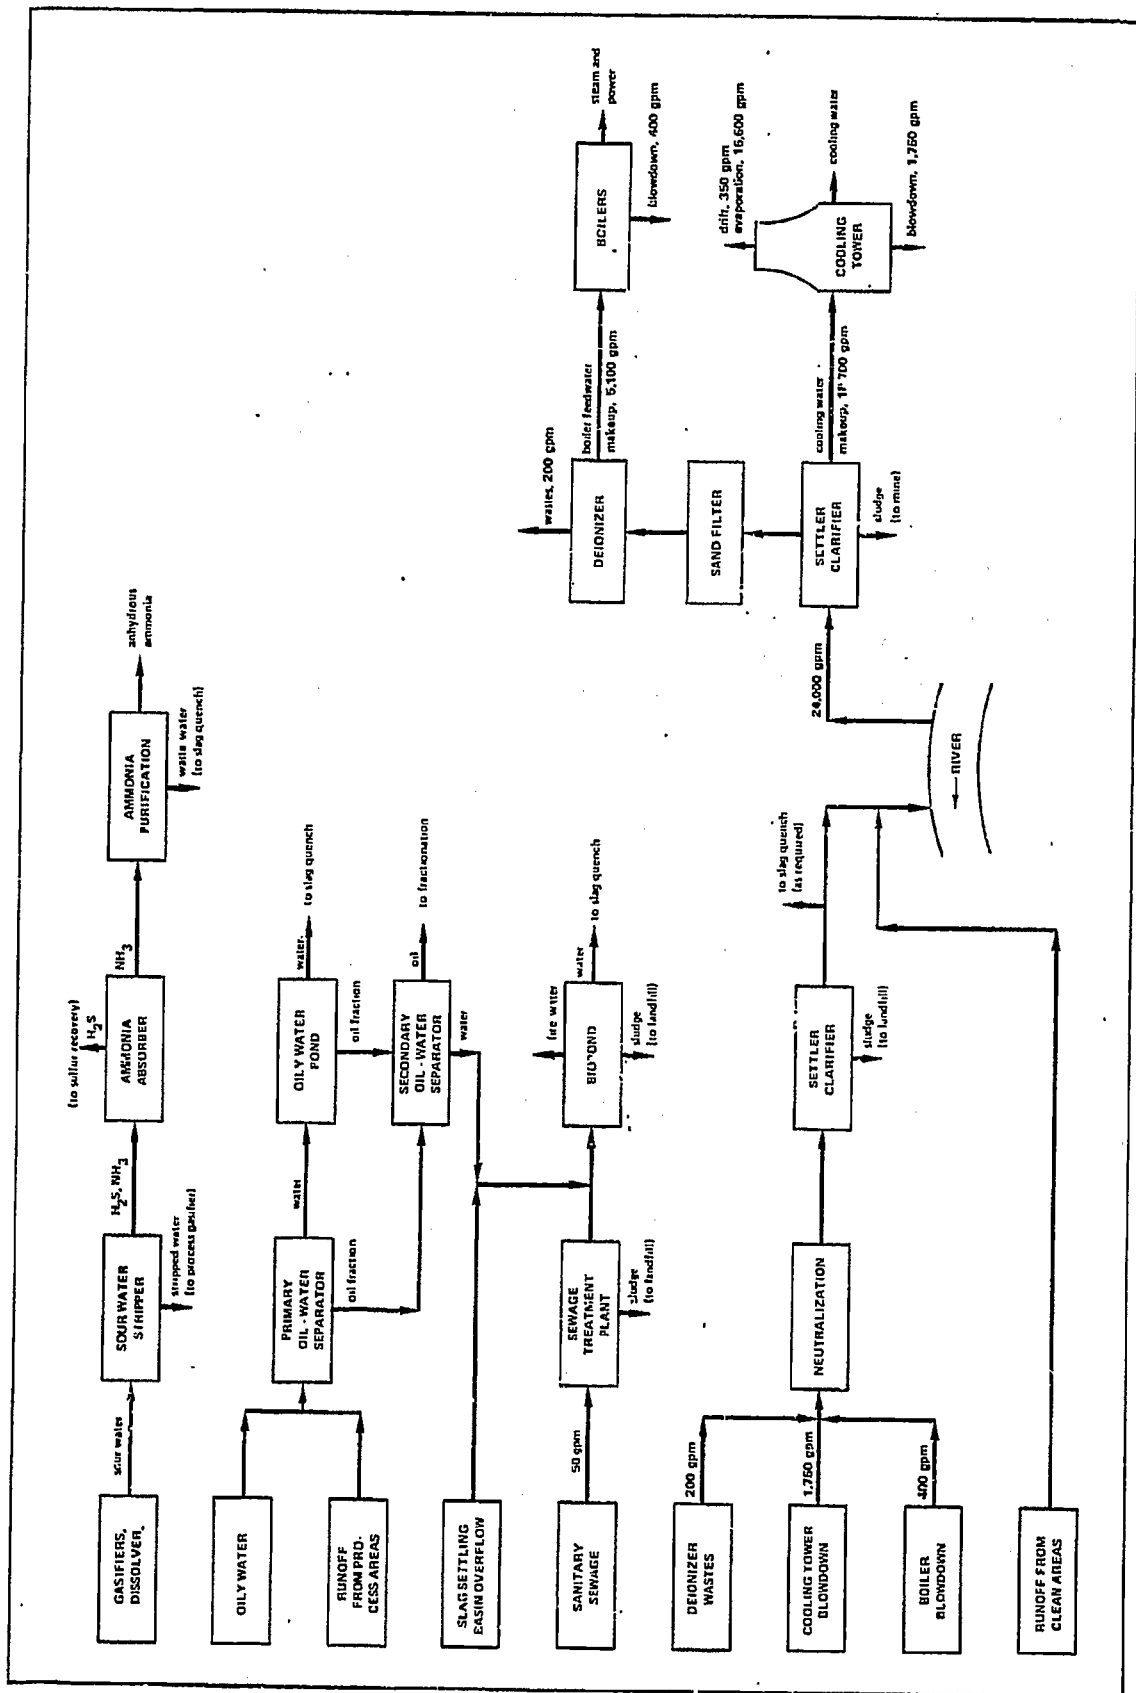 GASIFIERS,
DISSOLVER
sour water
SOUR WATER
STRIPPER
stripped water
(to process gasifier)
H2S, NH3
AMMONIA
ABSORBER
(to sulfur recovery)
H2S
NH3
AMMONIA
PURIFICATION
waste water
(to slag quench)
anhydrous
ammonia
OILY WATER
RUNOFF
FROM PRO-
CESS AREAS
PRIMARY
OIL - WATER
SEPARATOR
water
oil fraction
OILY WATER
POND
water
to slag quench
oil fraction
SECONDARY
OIL - WATER
SEPARATOR
oil
to fractionation
water
SLAG SETTLING
BASIN OVERFLOW
SANITARY
SEWAGE
50 gpm
SEWAGE
TREATMENT
PLANT
sludge
(to landfill)
BIOPOND
fire water
sludge
(to landfill)
water
to slag quench
DEIONIZER
WASTES
200 gpm
COOLING TOWER
BLOWDOWN
1,750 gpm
BOILER
BLOWDOWN
400 gpm
NEUTRALIZATION
SETTLER
CLARIFIER
sludge
(to landfill)
to slag quench
(as required)
RUNOFF FROM
CLEAN AREAS
RIVER
24,000 gpm
SETTLER
CLARIFIER
sludge
(to mine)
SAND FILTER
DEIONIZER
wastes, 200 gpm
boiler feedwater
makeup, 5,100 gpm
BOILERS
steam and
power
blowdown, 400 gpm
cooling water
makeup, 700 gpm
COOLING
TOWER
drift, 350 gpm
evaporation, 16,600 gpm
cooling water
blowdown, 1,750 gpm